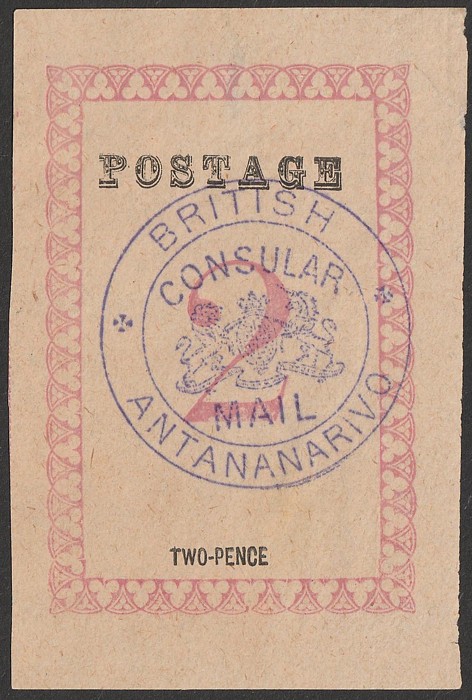 POSTAGE
BRITISH
CONSULAR
2
MAIL
ANTANANARIVO
TWO-PENCE